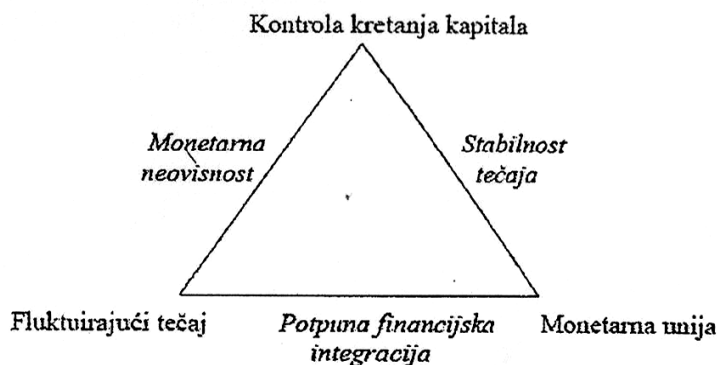 Kontrola kretanja kapitala
Monetarna
neovisnost
Stabilnost
tečaja
Fluktuirajući tečaj
Potpuna financijska
integracija
Monetarna unija